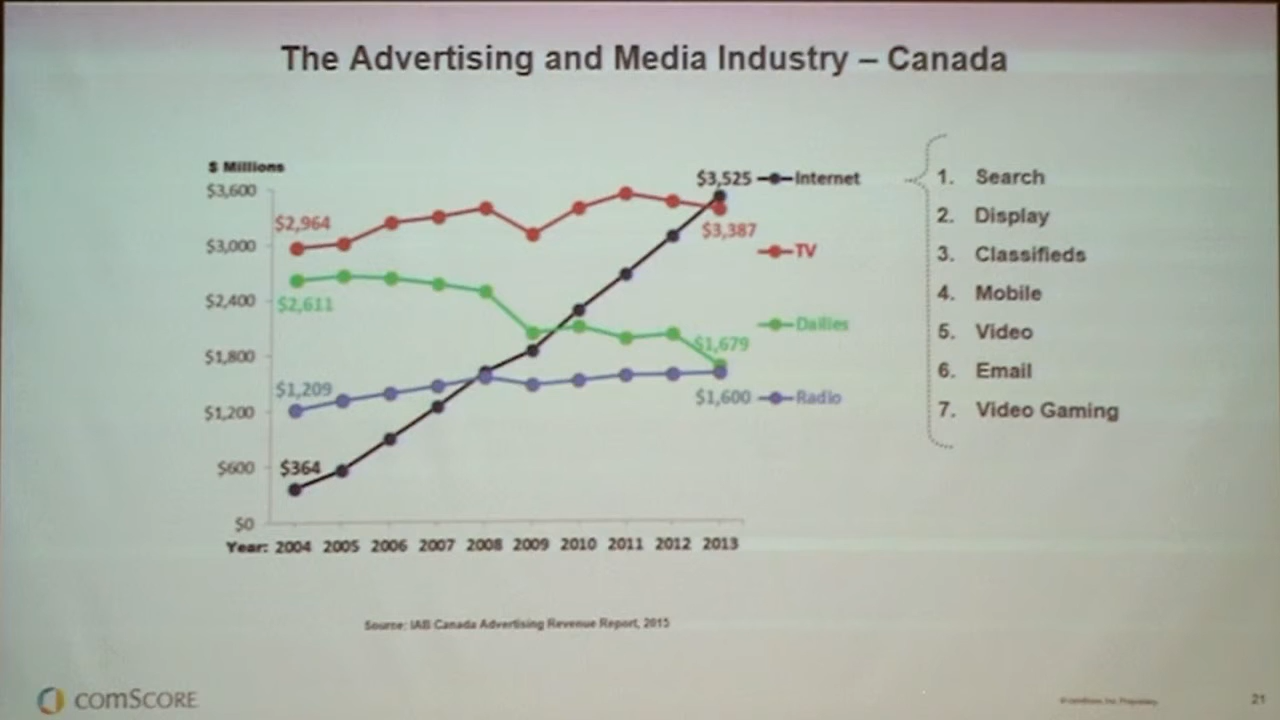 The Advertising and Media Industry – Canada
$ Millions
$3,600
$3,000
$2,400
$1,800
$1,200
$600
$0
$2,964
$2,611
$1,209
$364
$3,525
$3,387
$1,679
$1,600
Internet
TV
Dailies
Radio
Year: 2004 2005 2006 2007 2008 2009 2010 2011 2012 2013
1. Search
2. Display
3. Classifieds
4. Mobile
5. Video
6. Email
7. Video Gaming
Source: IAB Canada Advertising Revenue Report, 2015
comSCORE
21